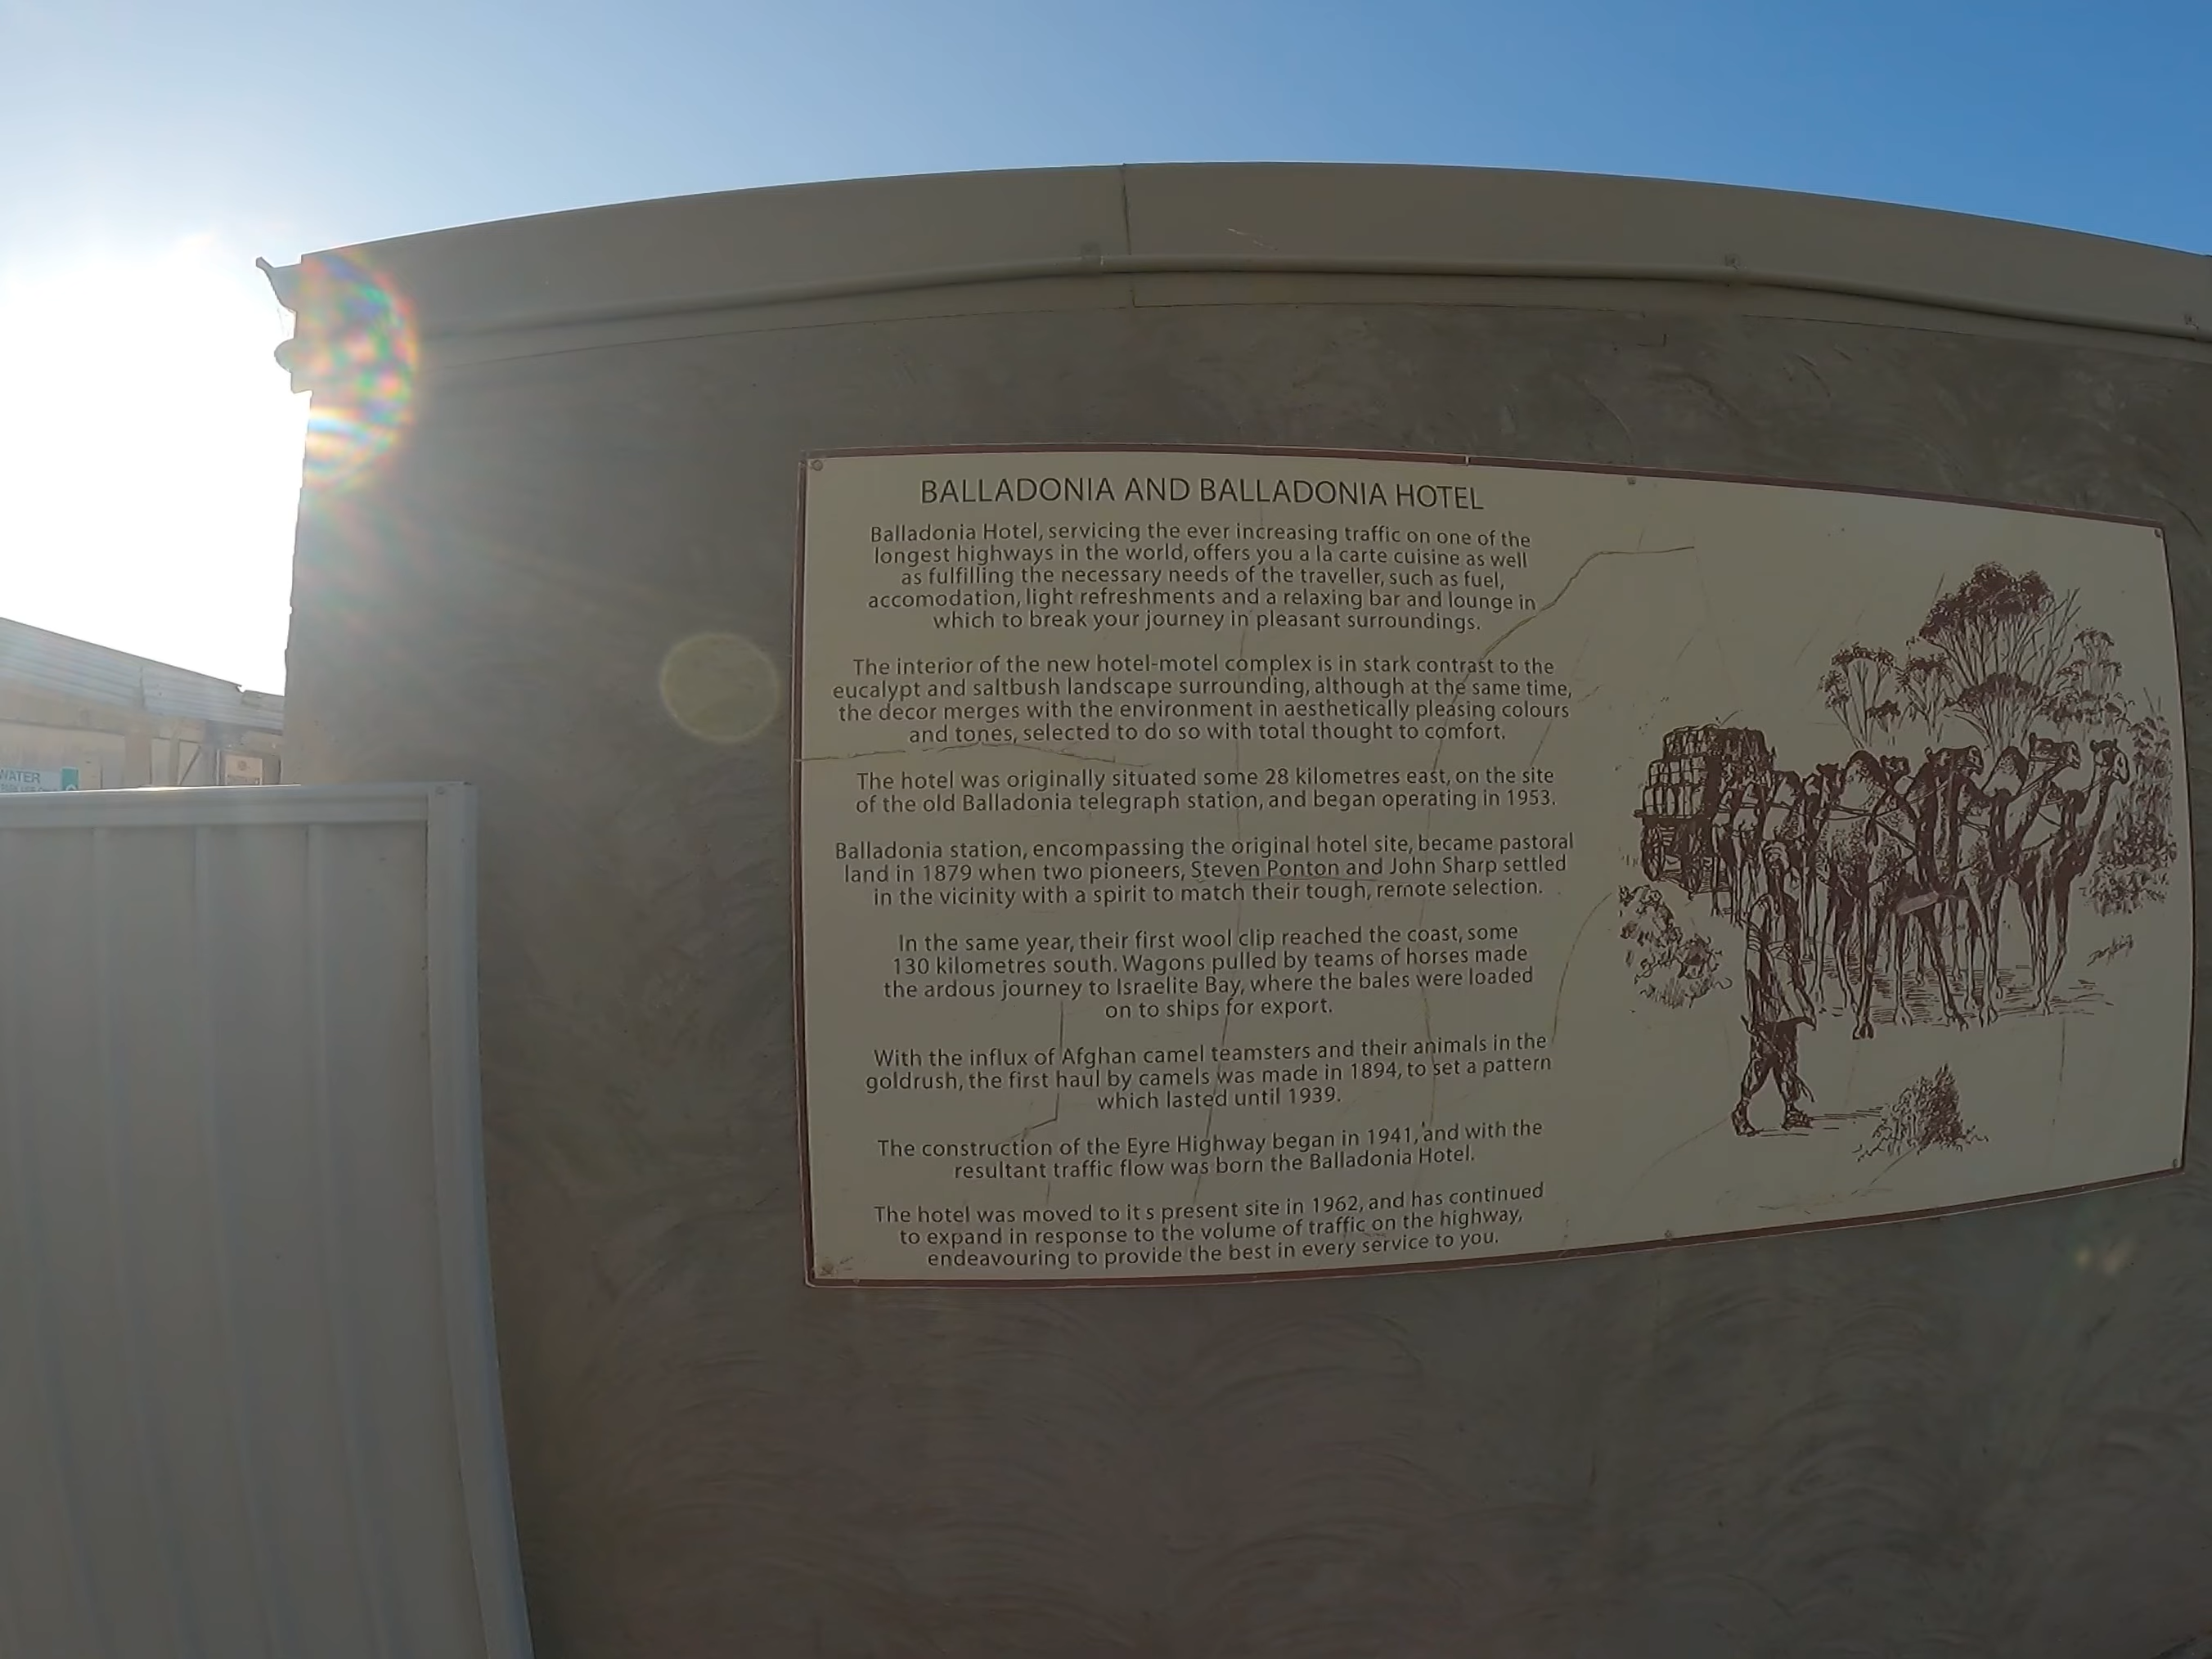 BALLADONIA AND BALLADONIA HOTEL
Balladonia Hotel, servicing the ever increasing traffic on one of the
longest highways in the world, offers you a la carte cuisine as well
as fulfilling the necessary needs of the traveller, such as fuel,
accomodation, light refreshments and a relaxing bar and lounge in
which to break your journey in pleasant surroundings.
The interior of the new hotel-motel complex is in stark contrast to the
eucalypt and saltbush landscape surrounding, although at the same time,
the decor merges with the environment in aesthetically pleasing colours
and tones, selected to do so with total thought to comfort.
The hotel was originally situated some 28 kilometres east, on the site
of the old Balladonia telegraph station, and began operating in 1953.
Balladonia station, encompassing the original hotel site, became pastoral
land in 1879 when two pioneers, Steven Ponton and John Sharp settled
in the vicinity with a spirit to match their tough, remote selection.
In the same year, their first wool clip reached the coast, some
130 kilometres south. Wagons pulled by teams of horses made
the ardous journey to Israelite Bay, where the bales were loaded
on to ships for export.
With the influx of Afghan camel teamsters and their animals in the
goldrush, the first haul by camels was made in 1894, to set a pattern
which lasted until 1939.
The construction of the Eyre Highway began in 1941, and with the
resultant traffic flow was born the Balladonia Hotel.
The hotel was moved to it s present site in 1962, and has continued
to expand in response to the volume of traffic on the highway,
endeavouring to provide the best in every service to you.
WATER